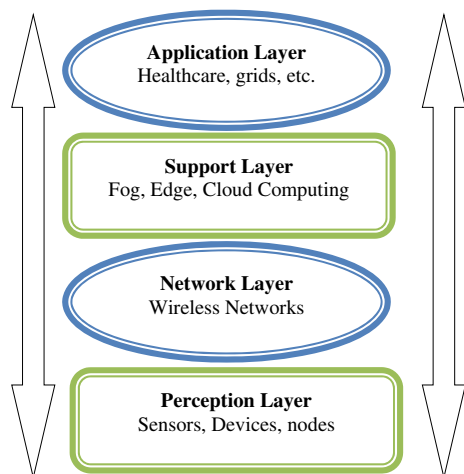 Application Layer
Healthcare, grids, etc.
Support Layer
Fog, Edge, Cloud Computing
Network Layer
Wireless Networks
Perception Layer
Sensors, Devices, nodes